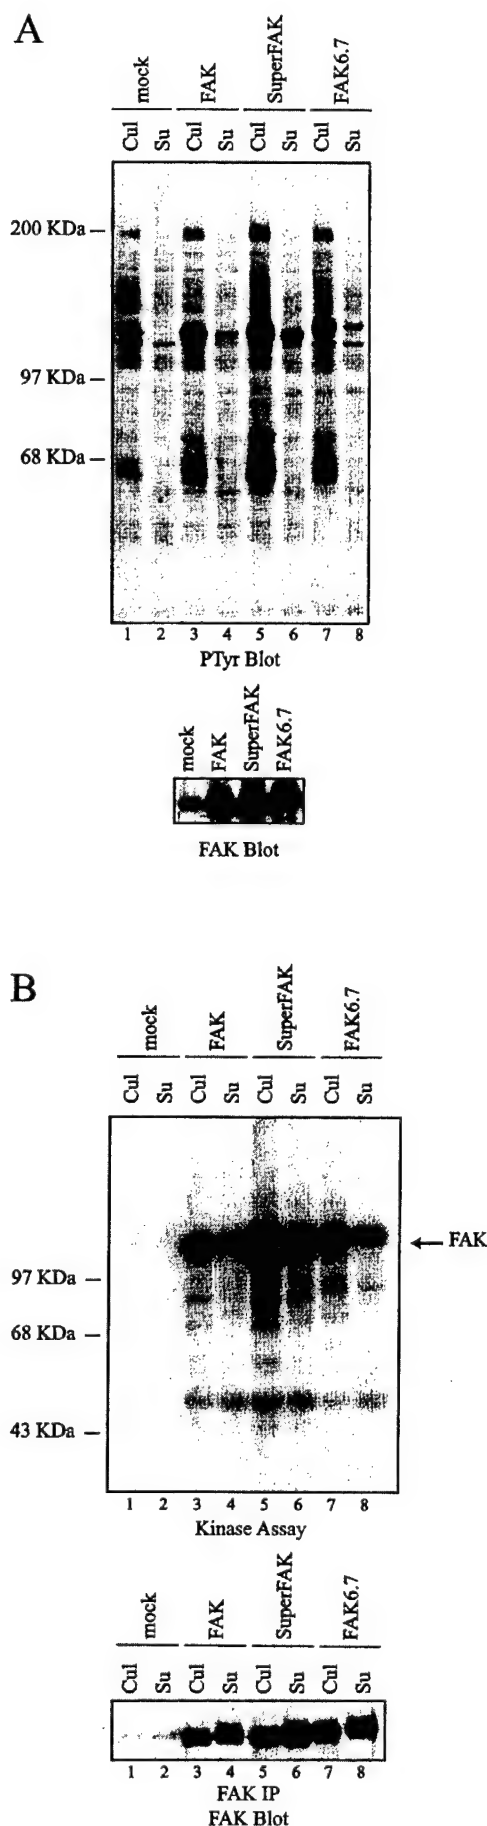 A
mock FAK SuperFAK FAK6.7
Cul Su Cul Su Cul Su Cul Su
200 KDa
97 KDa
68 KDa
1 2 3 4 5 6 7 8
PTyr Blot
mock FAK SuperFAK FAK6.7
FAK Blot
B
mock FAK SuperFAK FAK6.7
Cul Su Cul Su Cul Su Cul Su
FAK
97 KDa
68 KDa
43 KDa
1 2 3 4 5 6 7 8
Kinase Assay
mock FAK SuperFAK FAK6.7
Cul Su Cul Su Cul Su Cul Su
1 2 3 4 5 6 7 8
FAK IP
FAK Blot